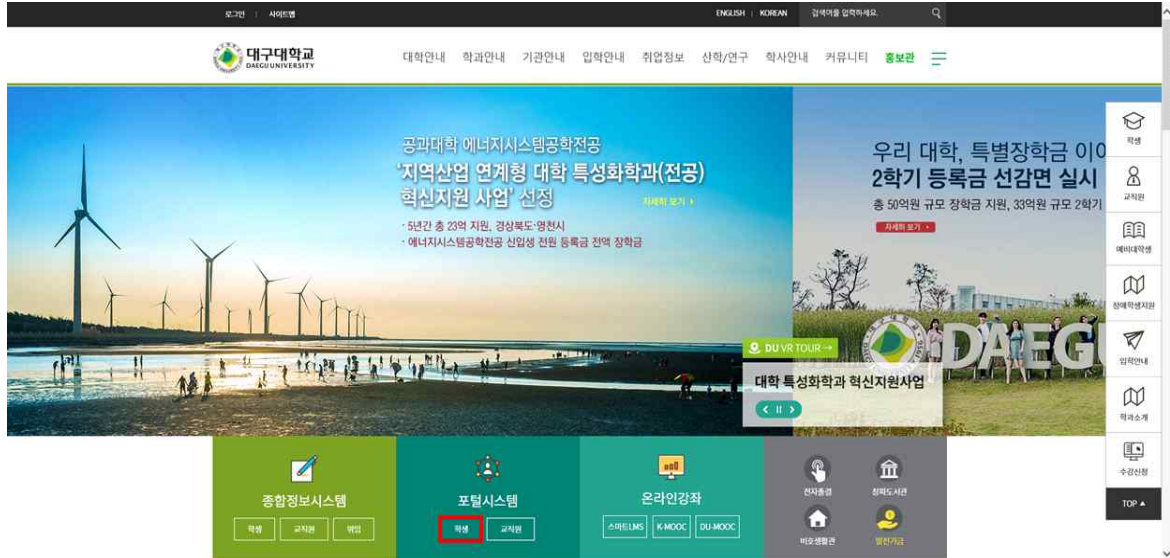 로그인 | 사이트맵
ENGLISH | KOREAN
검색어를 입력하세요.
대구대학교
DAEGU UNIVERSITY
대학안내 학과안내 기관안내 입학안내 취업정보 산학/연구 학사안내 커뮤니티 홍보관
공과대학 에너지시스템공학전공
'지역산업 연계형 대학 특성화학과(전공)
혁신지원 사업' 선정
자세히 보기
· 5년간 총 23억 지원, 경상북도·영천시
· 에너지시스템공학전공 신입생 전원 등록금 전액 장학금
우리 대학, 특별장학금 이어
2학기 등록금 선감면 실시
총 50억원 규모 장학금 지원, 33억원 규모 2학기
자세히 보기
DAEGU
DU VR TOUR →
대학 특성화학과 혁신지원사업
학생
교직원
예비대학생
장애학생지원
입학안내
학과소개
수강신청
TOP ▲
종합정보시스템
학생 교직원 위임
포털시스템
학생 교직원
온라인강좌
스마트LMS K-MOOC DU-MOOC
전자출결 창파도서관
비호생활관 발전기금